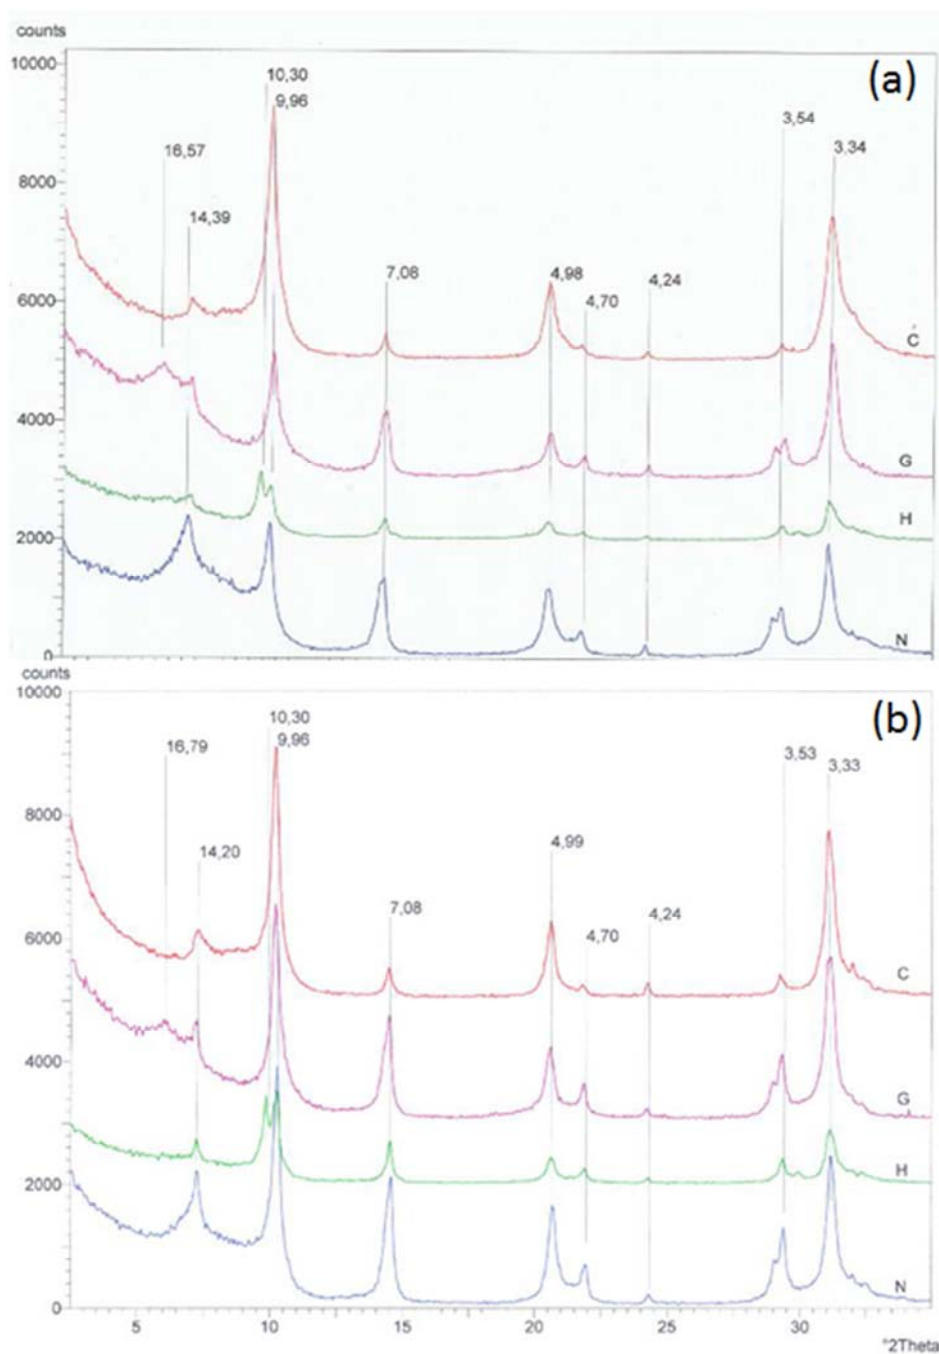 counts
10000
(a)
10,30
9,96
3,54
3,34
16,57
8000
14,39
7,08
4,98
4,70
4,24
6000
C
4000
G
H
2000
N
0
counts
10000
(b)
10,30
9,96
16,79
3,53
3,33
8000
14,20
4,99
7,08
4,70
4,24
6000
C
4000
G
H
2000
N
0
5
10
15
20
25
30
°2Theta